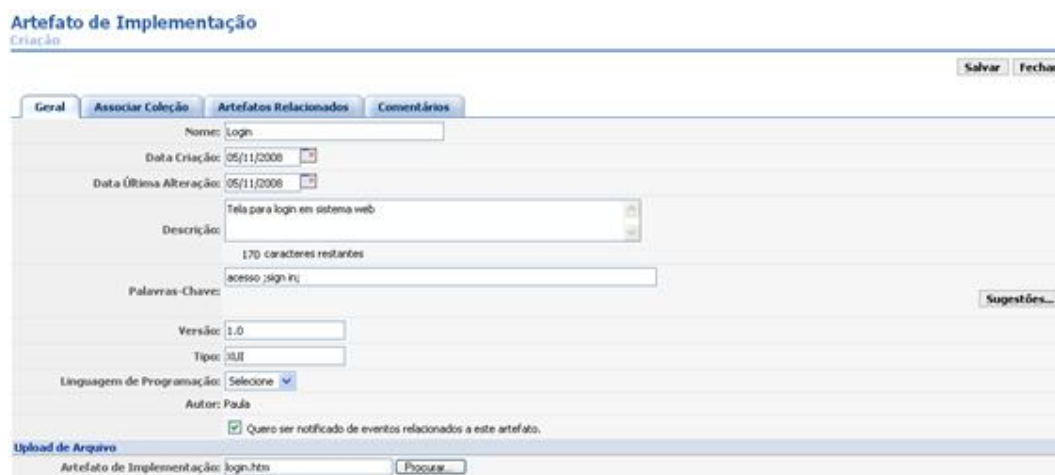 Artefato de Implementação
Criação
Salvar Fechar
Geral Associar Coleção Artefatos Relacionados Comentários
Nome: Login
Data Criação: 05/11/2008
Data Última Alteração: 05/11/2008
Descrição: Tela para login em sistema web
170 caracteres restantes
Palavras-Chave: acesso ;sign in;
Sugestões...
Versão: 1.0
Tipo: XUI
Linguagem de Programação: Selecione
Autor: Paula
Quero ser notificado de eventos relacionados a este artefato.
Upload de Arquivo
Artefato de Implementação: login.htm Procurar...